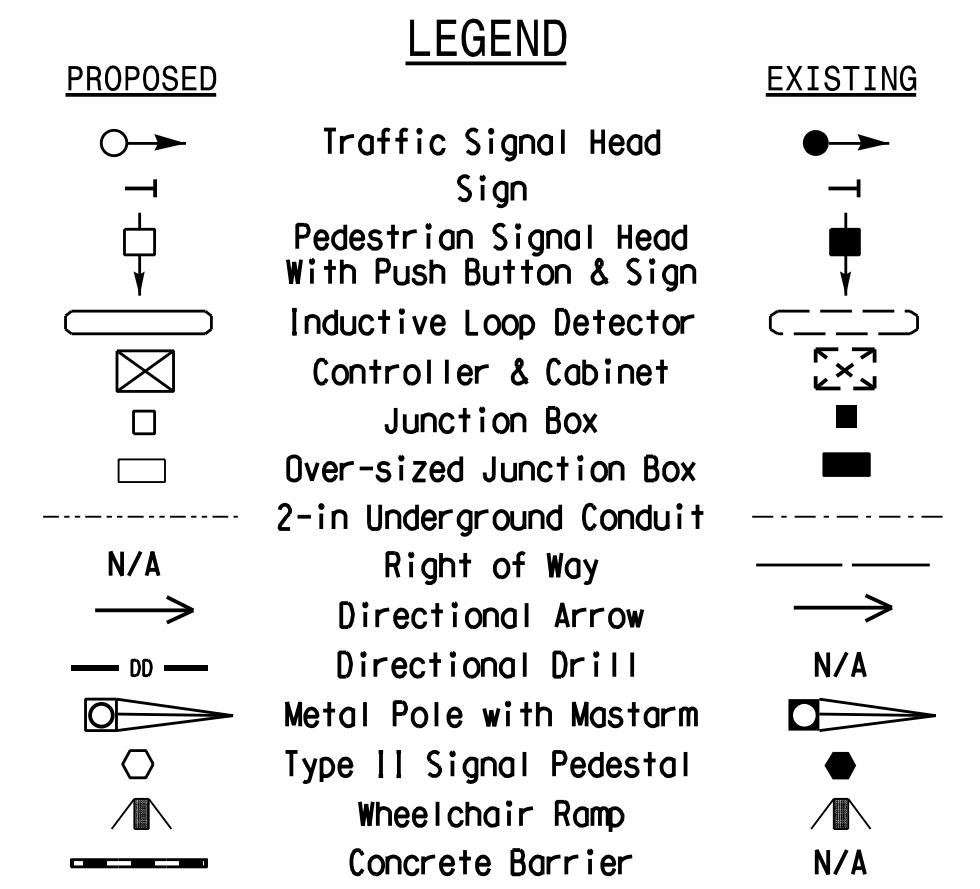 LEGEND
PROPOSED EXISTING
Traffic Signal Head
Sign
Pedestrian Signal Head
With Push Button & Sign
Inductive Loop Detector
Controller & Cabinet
Junction Box
Over-sized Junction Box
2-in Underground Conduit
N/A Right of Way
Directional Arrow
DD Directional Drill N/A
Metal Pole with Mastarm
Type II Signal Pedestal
Wheelchair Ramp
Concrete Barrier N/A